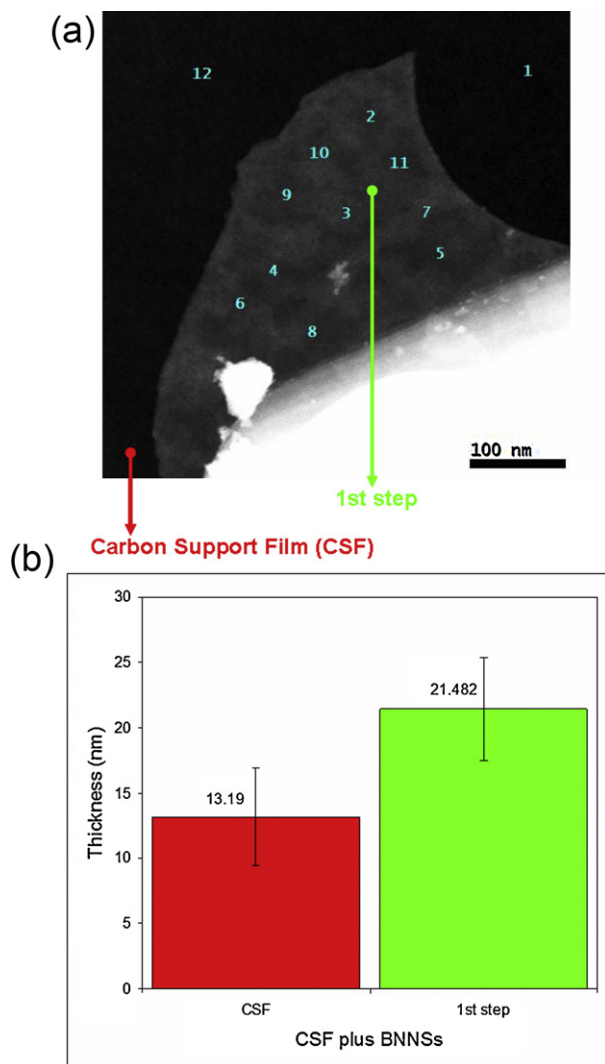 (a)
12
1
2
10
11
9
3
7
5
4
6
8
100 nm
1st step
Carbon Support Film (CSF)
(b)
30
25
20
15
10
5
0
Thickness (nm)
13.19
21.482
CSF
1st step
CSF plus BNNSs